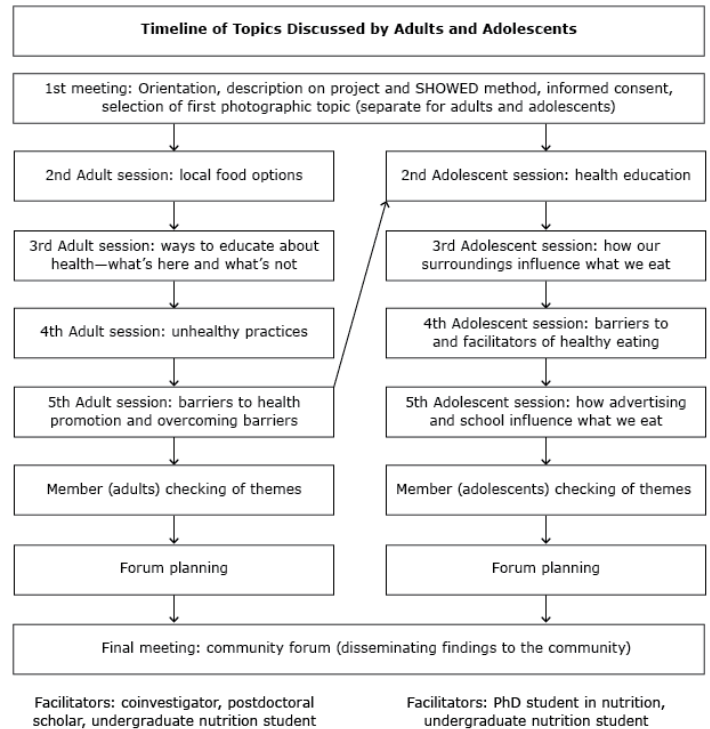 Timeline of Topics Discussed by Adults and Adolescents
1st meeting: Orientation, description on project and SHOWED method, informed consent,
selection of first photographic topic (separate for adults and adolescents)
2nd Adult session: local food options
3rd Adult session: ways to educate about
health—what's here and what's not
4th Adult session: unhealthy practices
5th Adult session: barriers to health
promotion and overcoming barriers
Member (adults) checking of themes
Forum planning
2nd Adolescent session: health education
3rd Adolescent session: how our
surroundings influence what we eat
4th Adolescent session: barriers to
and facilitators of healthy eating
5th Adolescent session: how advertising
and school influence what we eat
Member (adolescents) checking of themes
Forum planning
Final meeting: community forum (disseminating findings to the community)
Facilitators: coinvestigator, postdoctoral
scholar, undergraduate nutrition student
Facilitators: PhD student in nutrition,
undergraduate nutrition student